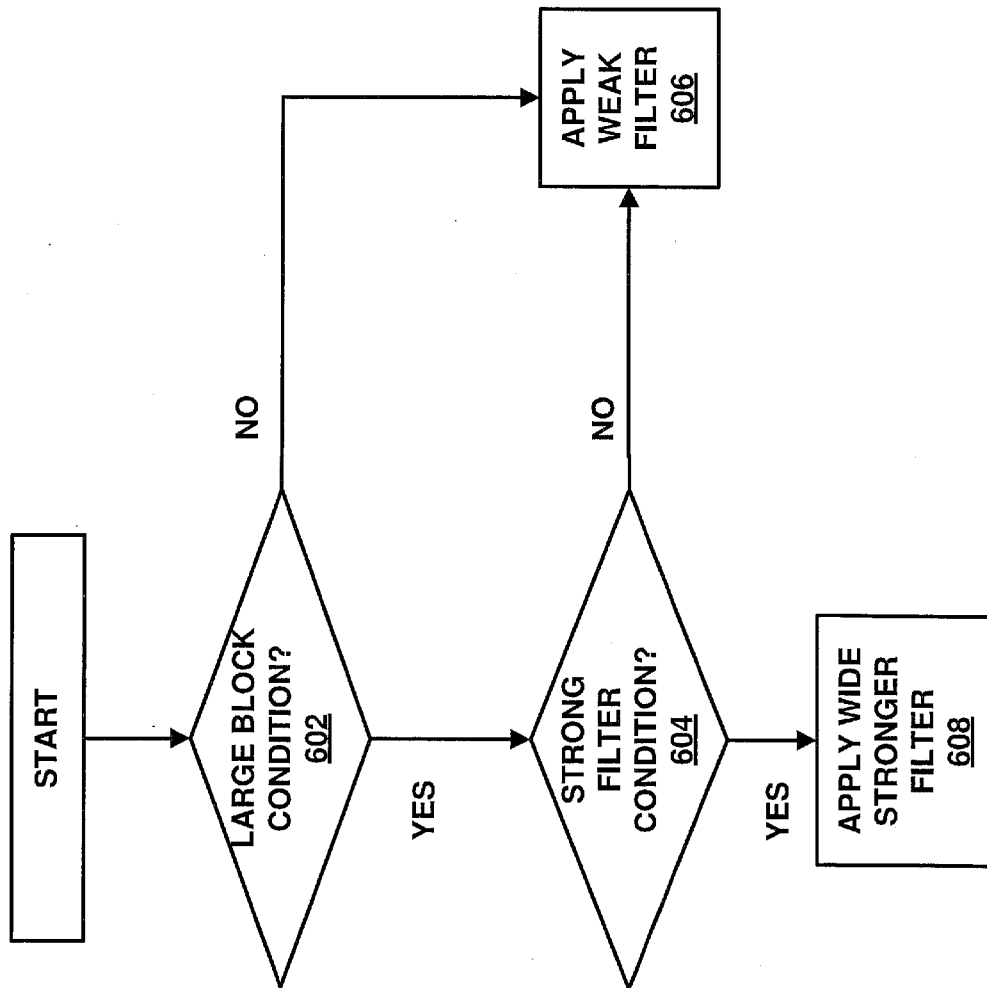 START
LARGE BLOCK
CONDITION?
602
NO
YES
STRONG
FILTER
CONDITION?
604
NO
YES
APPLY WEAK
FILTER
606
APPLY WIDE
STRONGER
FILTER
608